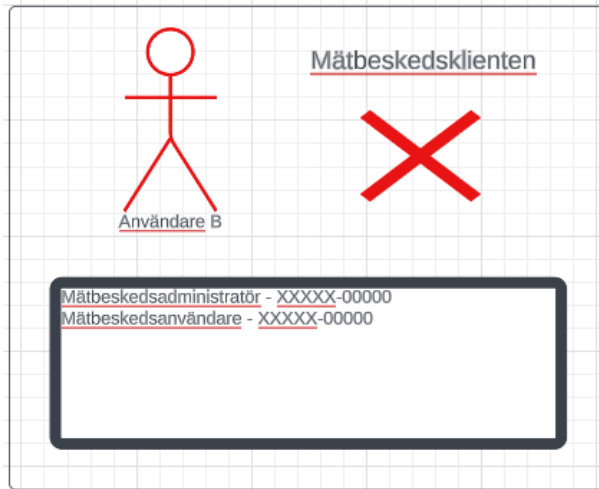 Mätbeskedsklienten
Användare B
Mätbeskedsadministratör - XXXXX-00000
Mätbeskedsanvändare - XXXXX-00000